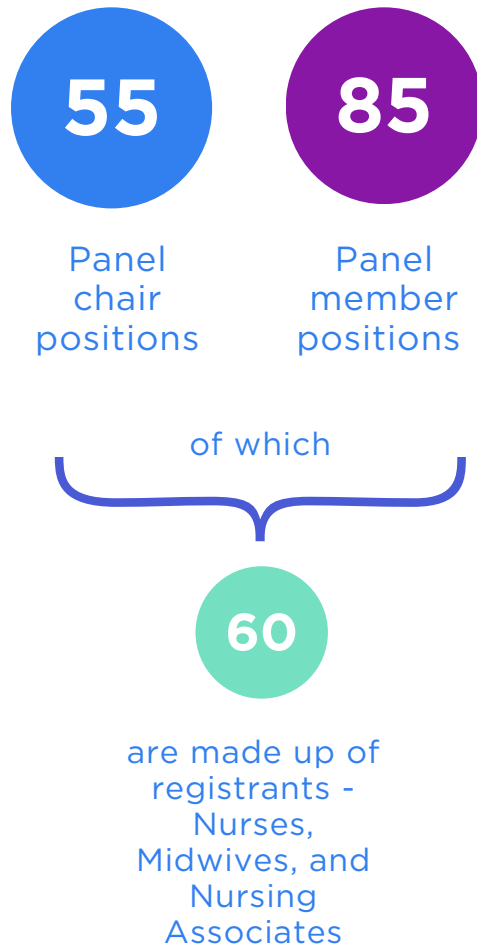 55
Panel
chair
positions
85
Panel
member
positions
of which
60
are made up of
registrants -
Nurses,
Midwives, and
Nursing
Associates